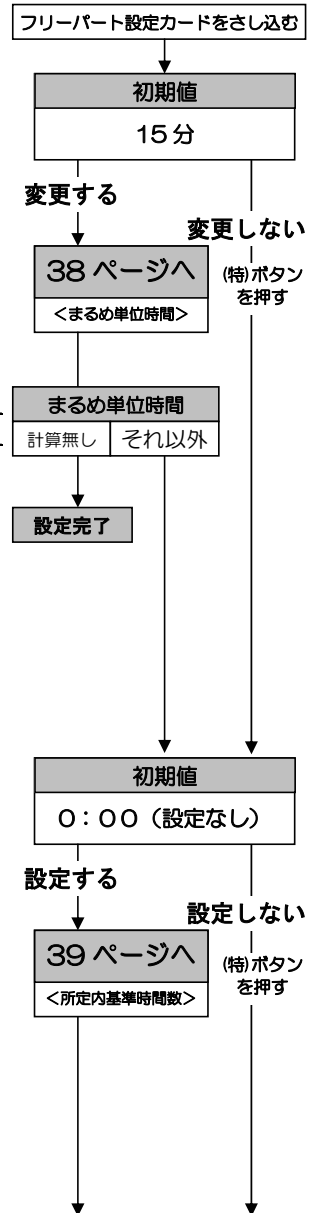 フリーパート設定カードをさし込む
初期値
15分
変更する
変更しない
38ページへ
(特)ボタン
を押す
<まるめ単位時間>
まるめ単位時間
計算無し それ以外
設定完了
初期値
0:00(設定なし)
設定する
設定しない
39ページへ
(特)ボタン
を押す
<所定内基準時間数>